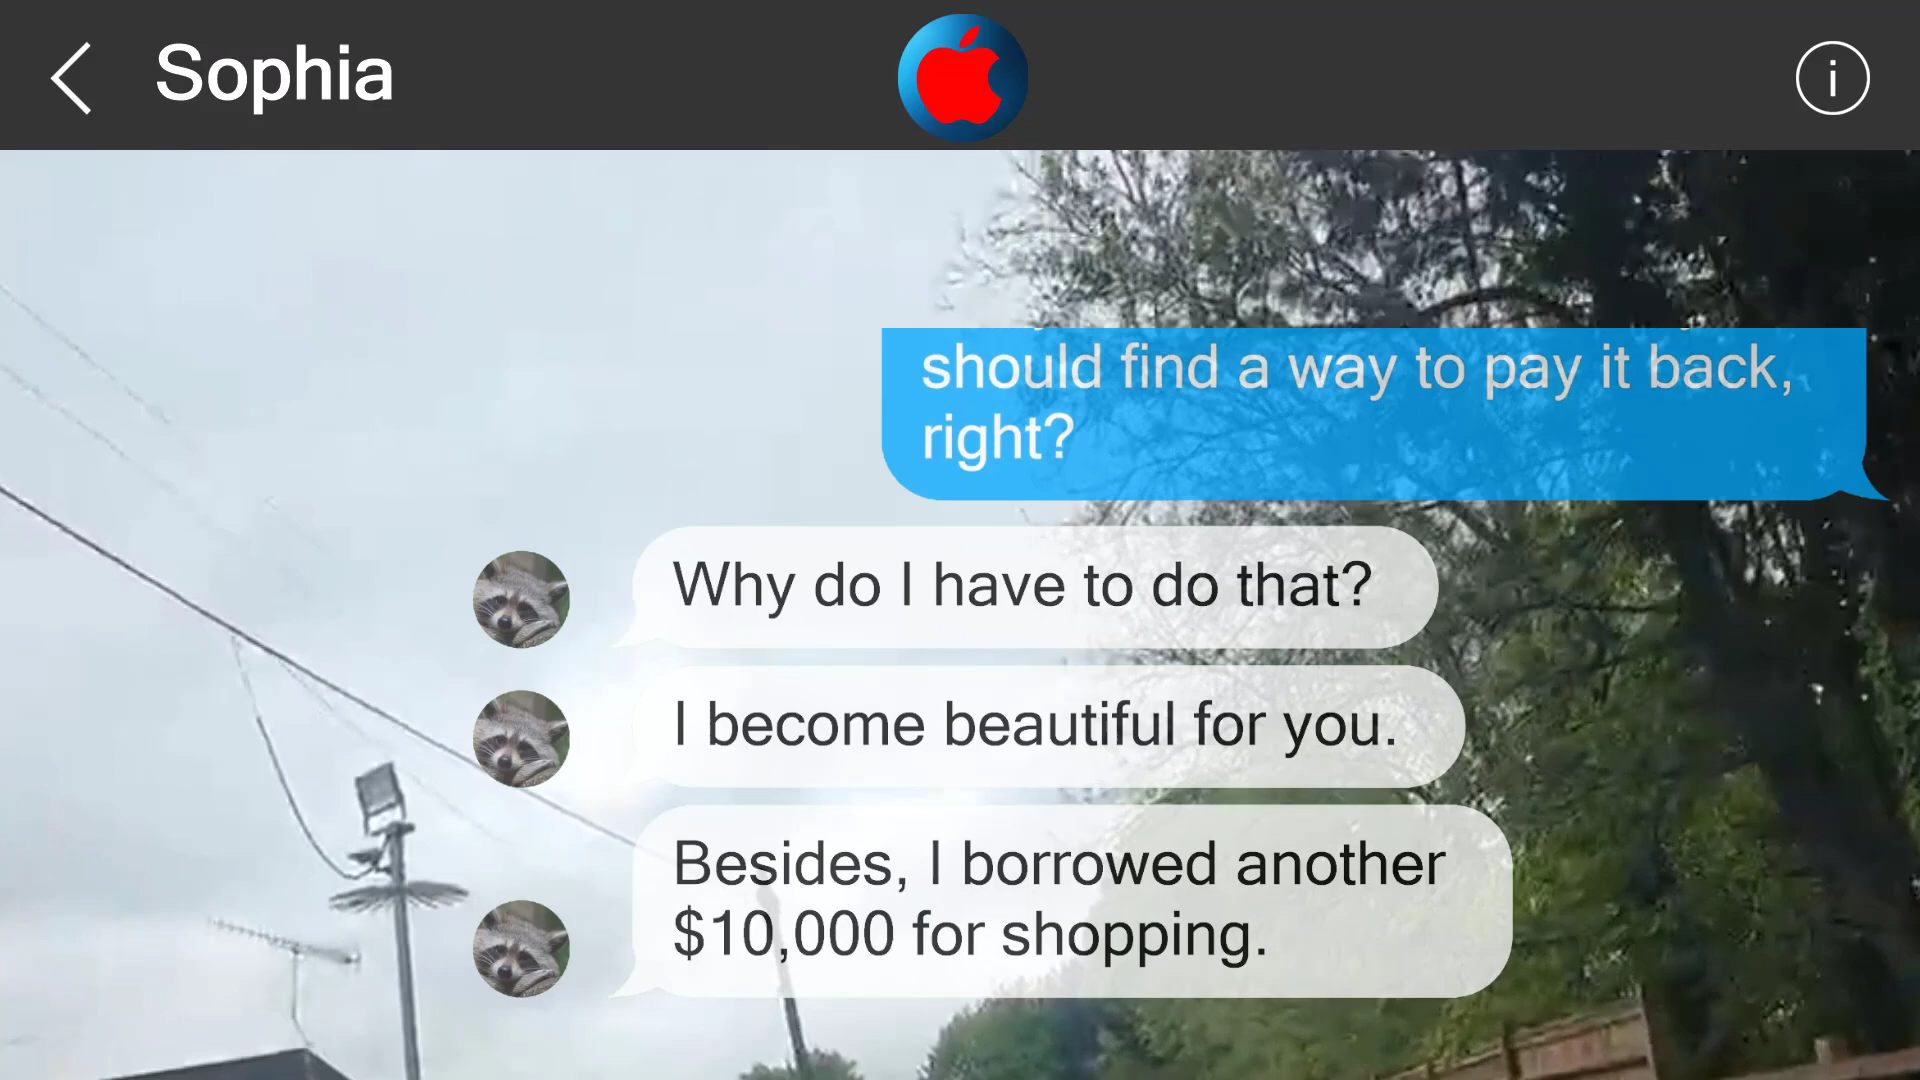 Sophia
should find a way to pay it back,
right?
Why do I have to do that?
I become beautiful for you.
Besides, I borrowed another
$10,000 for shopping.